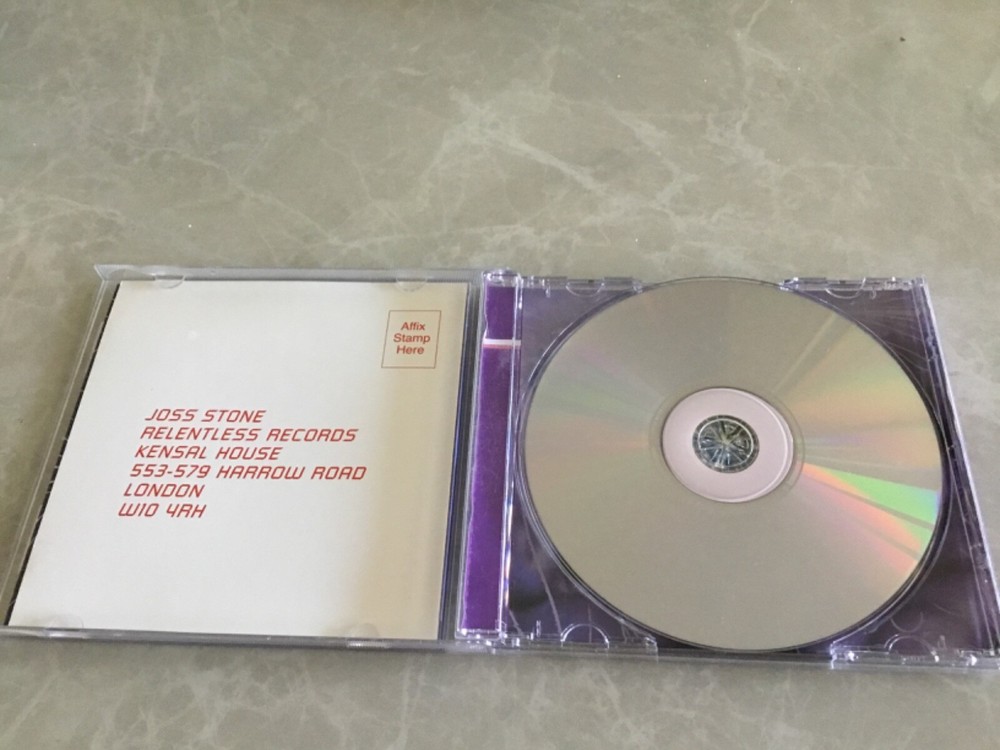 Affix
Stamp
Here
JOSS STONE
RELENTLESS RECORDS
KENSAL HOUSE
553-579 HARROW ROAD
LONDON
W10 4RH